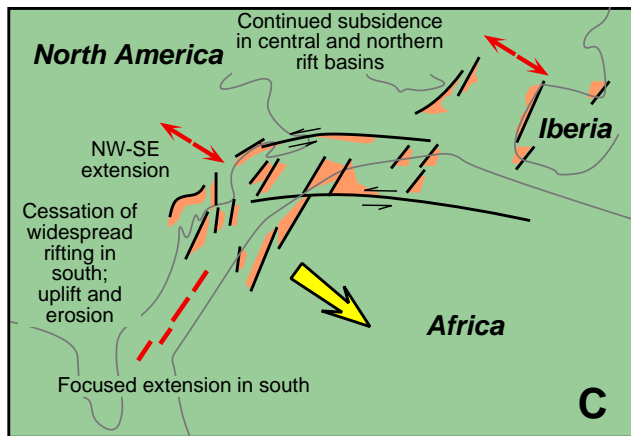 North America
Continued subsidence
in central and northern
rift basins
Iberia
NW-SE
extension
Cessation of
widespread
rifting in
south;
uplift and
erosion
Africa
Focused extension in south
C